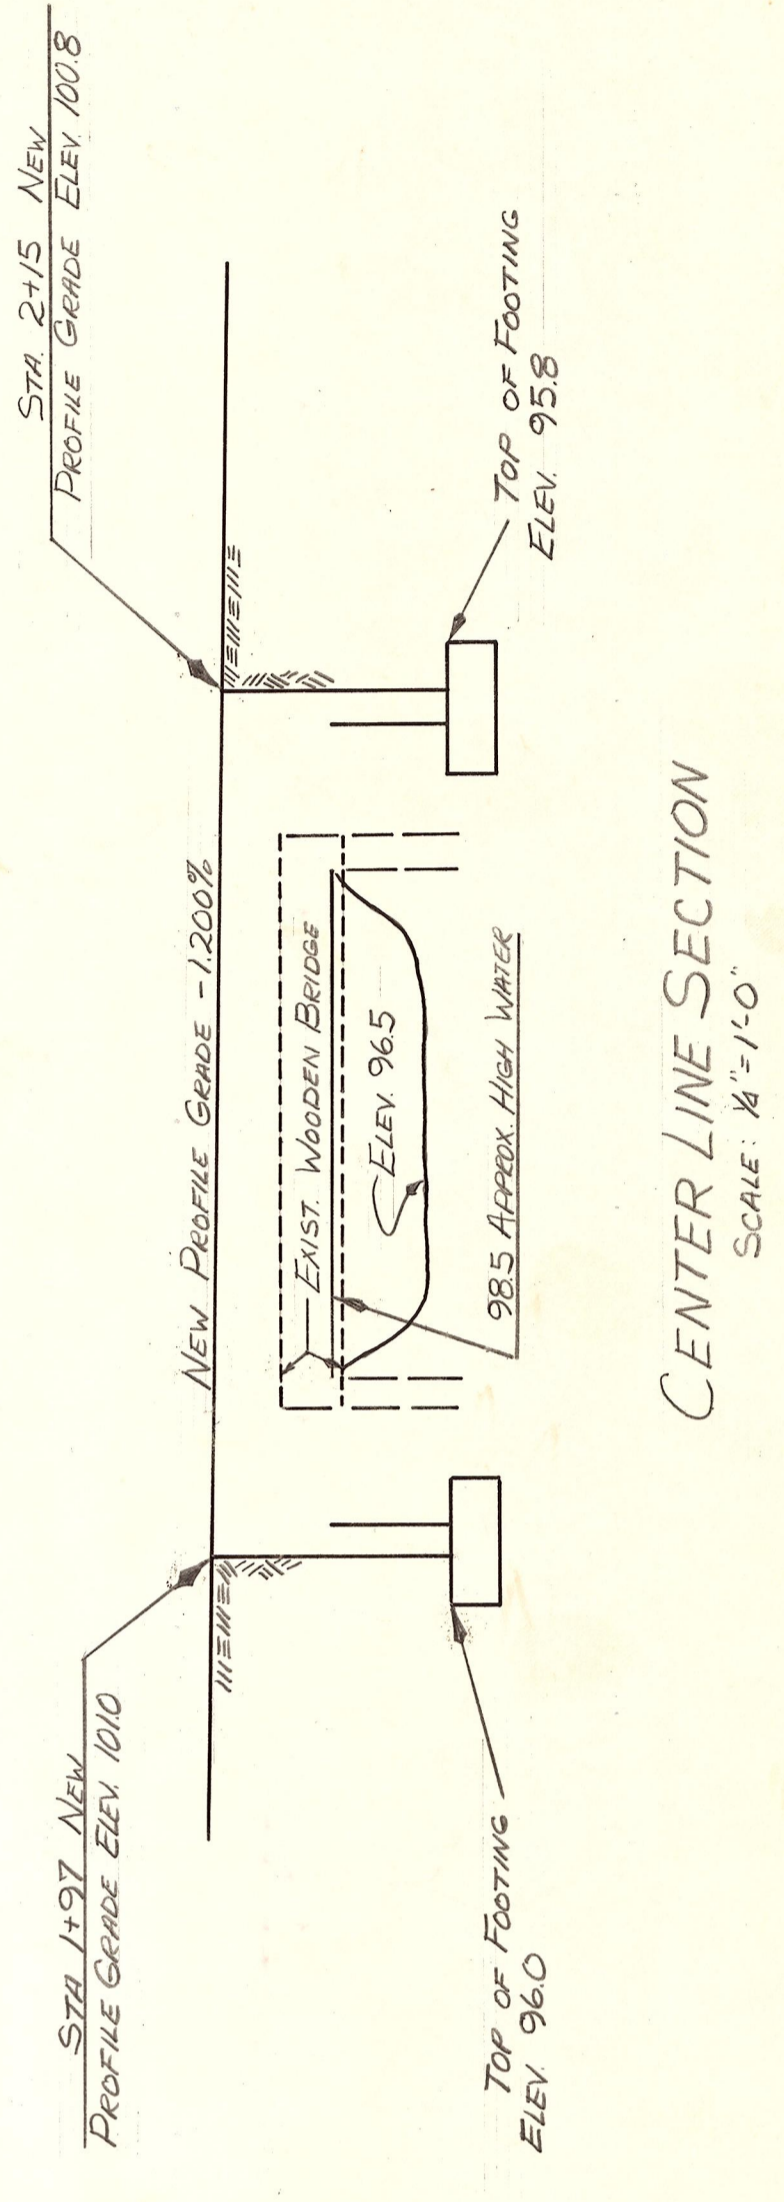 STA 1+97 NEW
PROFILE GRADE ELEV. 101.0
STA. 2+15 NEW
PROFILE GRADE ELEV. 100.8
NEW PROFILE GRADE -1.200%
EXIST. WOODEN BRIDGE
ELEV. 96.5
98.5 APPROX. HIGH WATER
TOP OF FOOTING
ELEV. 96.0
TOP OF FOOTING
ELEV. 95.8
CENTER LINE SECTION
SCALE: ¼"=1'-0"